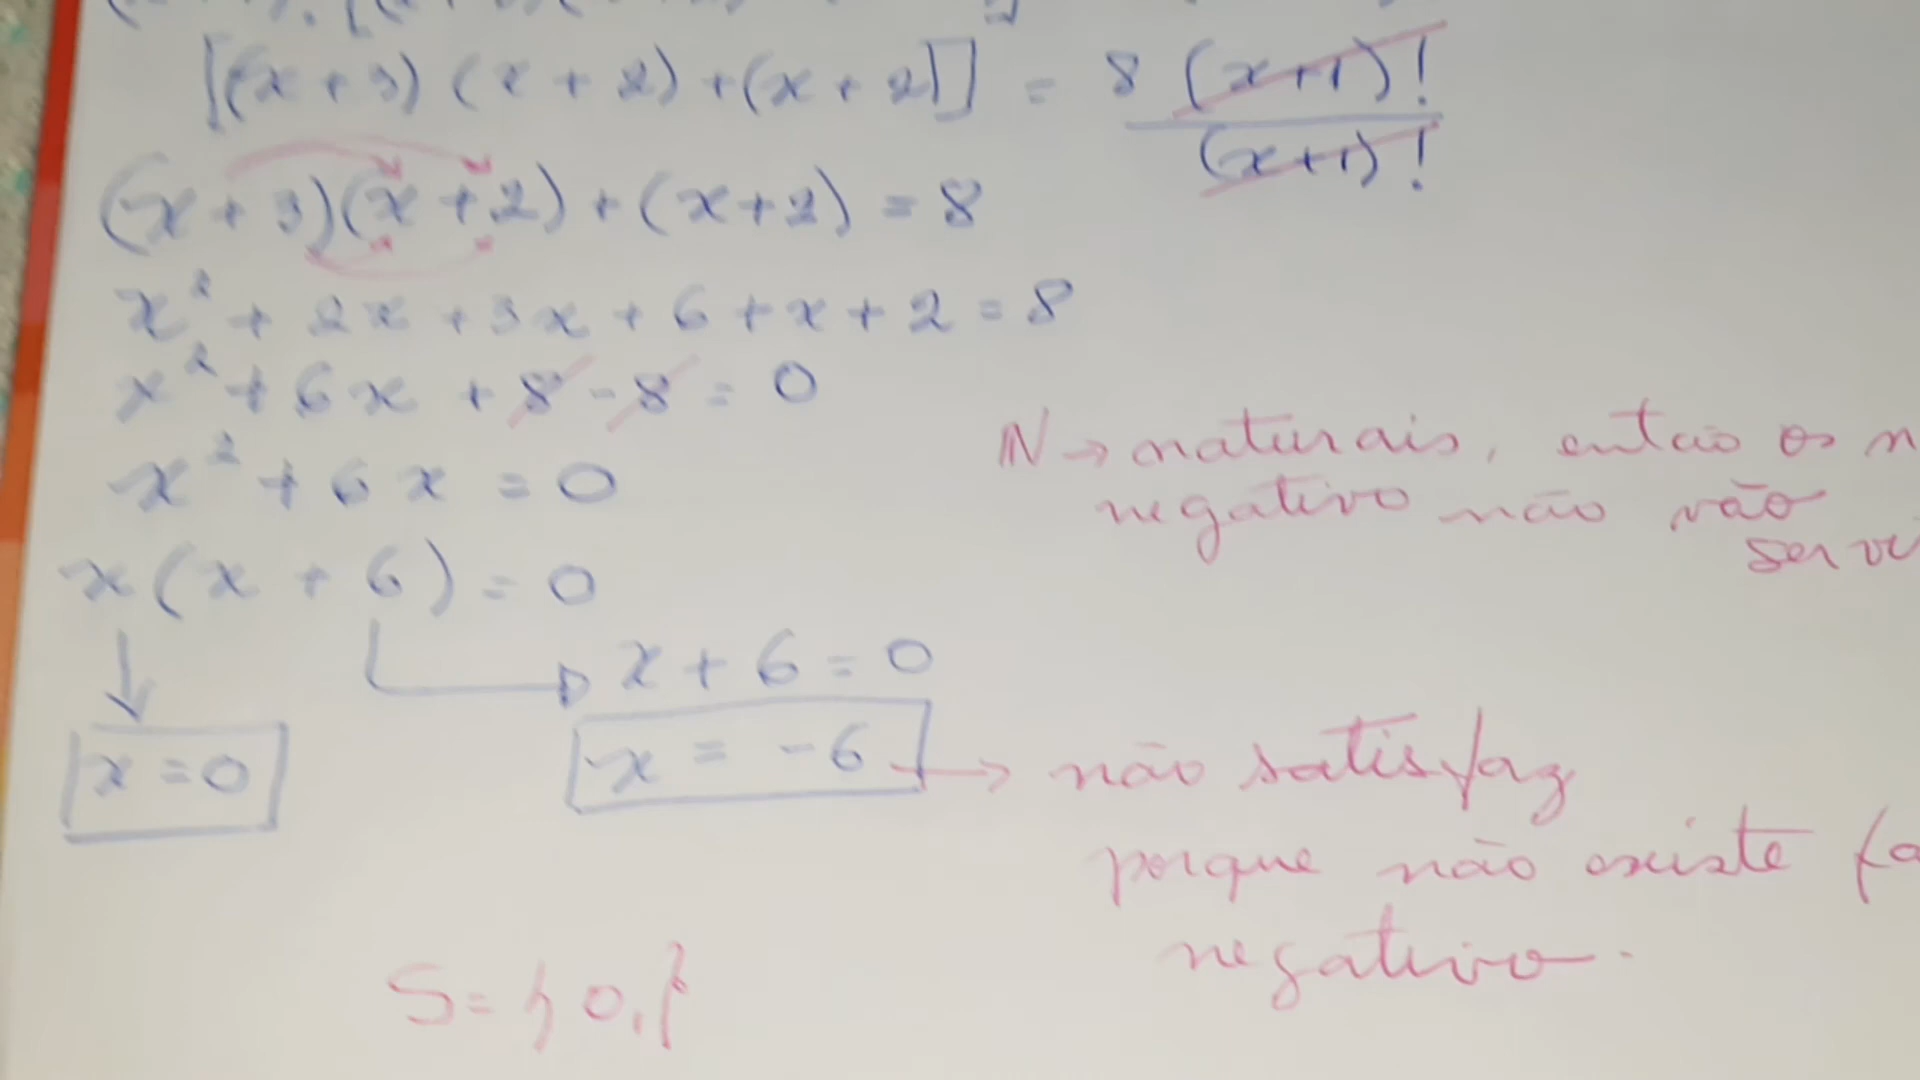 [(x+3)(x+2)+(x+2)] = 8(x+1)!
(x+1)!
(x+3)(x+2)+(x+2)=8
x²+2x+3x+6+x+2=8
x²+6x+8-8=0
N→naturais, então os
negativo não vão
x²+6x=0
x(x+6)=0
x+6=0
x=0
x=-6 → não satisfaz
porque não existe
negativo.
S={0,}